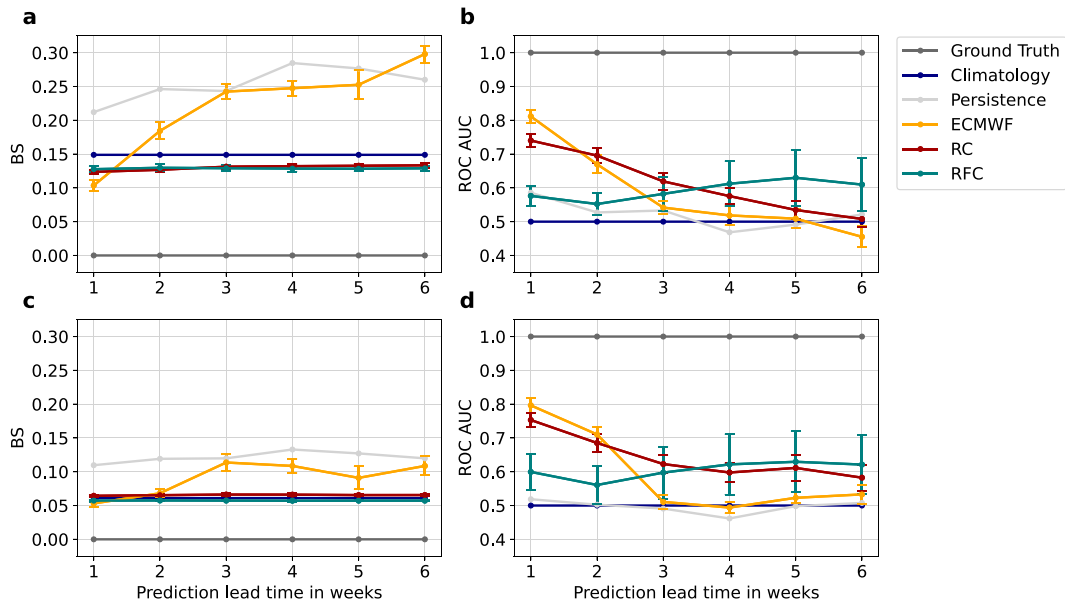 a
b
0.30
0.25
0.20
0.15
0.10
0.05
0.00
BS
1 2 3 4 5 6
1.0
0.9
0.8
0.7
0.6
0.5
0.4
ROC AUC
1 2 3 4 5 6
Ground Truth
Climatology
Persistence
ECMWF
RC
RFC
c
d
0.30
0.25
0.20
0.15
0.10
0.05
0.00
BS
1 2 3 4 5 6
Prediction lead time in weeks
1.0
0.9
0.8
0.7
0.6
0.5
0.4
ROC AUC
1 2 3 4 5 6
Prediction lead time in weeks